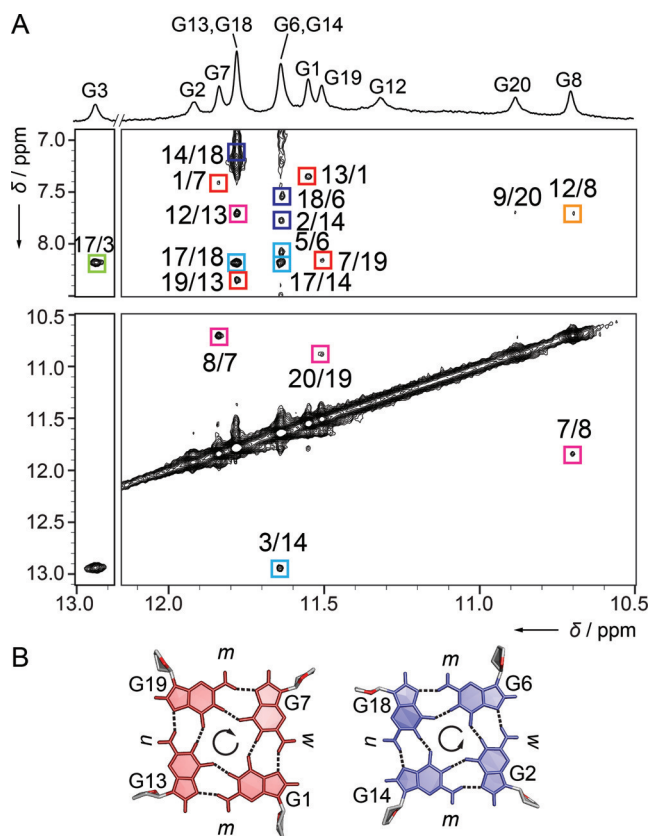 A
G13,G18
G6,G14
G3
G2
G7
G1
G19
G12
G20
G8
7.0
7.5
8.0
δ / ppm
14/18
1/7
12/13
17/18
19/13
17/3
13/1
18/6
2/14
5/6
7/19
17/14
9/20
12/8
10.5
11.0
11.5
12.0
12.5
13.0
8/7
20/19
7/8
3/14
13.0
12.0
11.5
11.0
10.5
δ / ppm
B
m
G19
G7
n
w
G13
G1
m
m
G18
G6
n
w
G14
G2
m